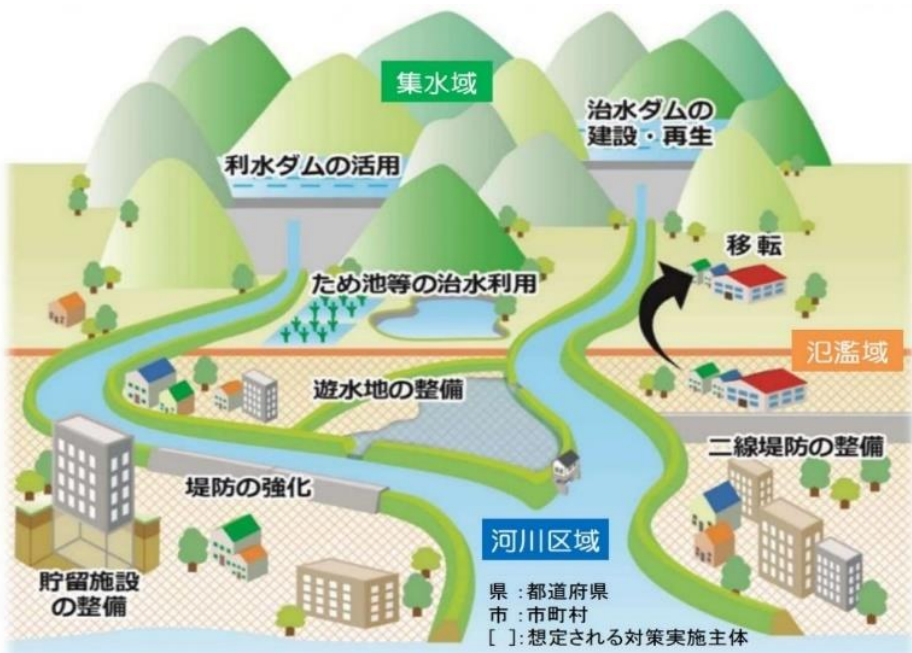 集水域
治水ダムの
建設・再生
利水ダムの活用
移転
ため池等の治水利用
氾濫域
遊水地の整備
二線堤防の整備
堤防の強化
河川区域
貯留施設
の整備
県:都道府県
市:市町村
[ ]:想定される対策実施主体